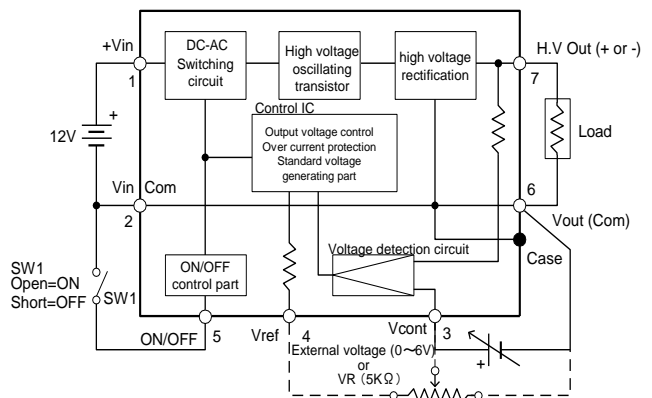 +Vin
DC-AC
Switching
circuit
High voltage
oscillating
transistor
high voltage
rectification
H.V Out (+ or -)
1
7
Control IC
+
12V
Output voltage control
Over current protection
Standard voltage
generating part
Load
Vin Com
6
2
Vout (Com)
Voltage detection circuit
Case
SW1
Open=ON
Short=OFF
SW1
ON/OFF
control part
ON/OFF
5
Vref
4
Vcont
3
External voltage (0～6V)
or
VR (5KΩ)
+